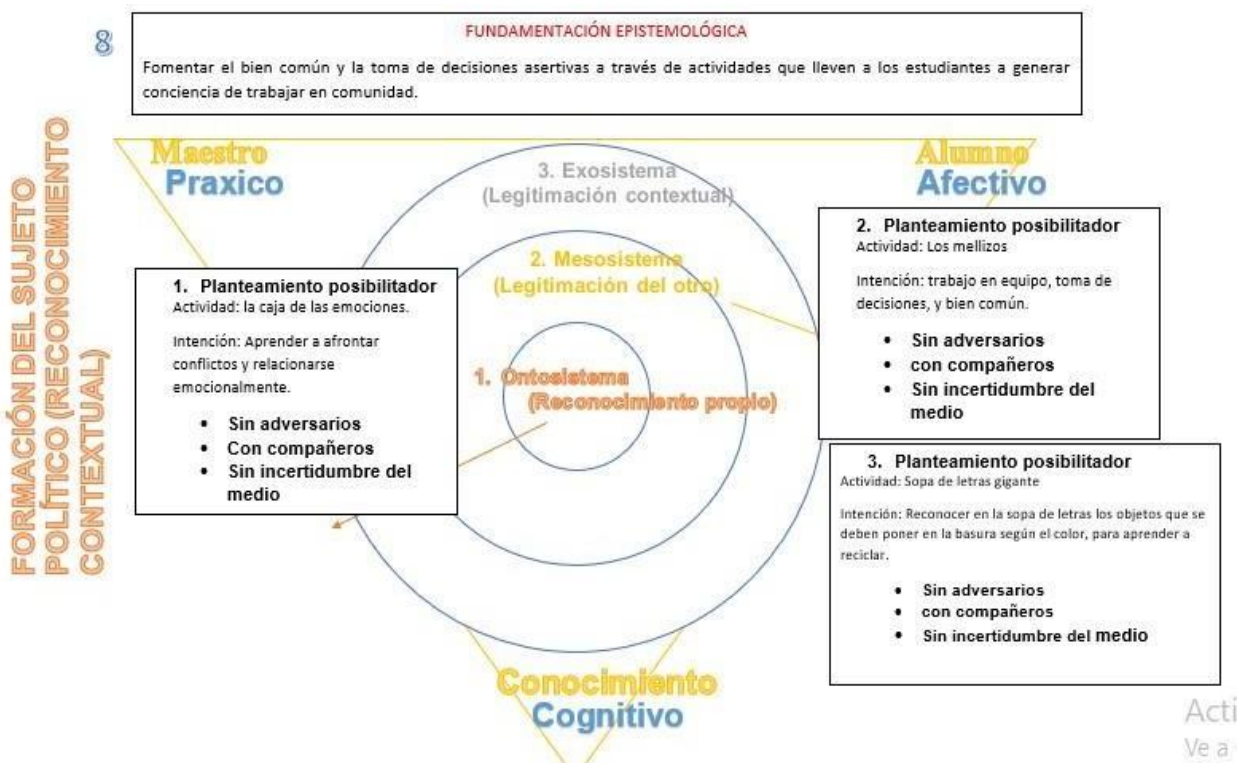 8
FUNDAMENTACIÓN EPISTEMOLÓGICA
Fomentar el bien común y la toma de decisiones asertivas a través de actividades que lleven a los estudiantes a generar
conciencia de trabajar en comunidad.
FORMACIÓN DEL SUJETO
POLÍTICO (RECONOCIMIENTO
CONTEXTUAL)
Maestro
Praxico
Alumno
Afectivo
3. Exosistema
(Legitimación contextual)
2. Mesosistema
(Legitimación del otro)
1. Ontosistema
(Reconocimiento propio)
1. Planteamiento posibilitador
Actividad: la caja de las emociones.
Intención: Aprender a afrontar
conflictos y relacionarse
emocionalmente.
• Sin adversarios
• Con compañeros
• Sin incertidumbre del
medio
2. Planteamiento posibilitador
Actividad: Los mellizos
Intención: trabajo en equipo, toma de
decisiones, y bien común.
• Sin adversarios
• con compañeros
• Sin incertidumbre del
medio
3. Planteamiento posibilitador
Actividad: Sopa de letras gigante
Intención: Reconocer en la sopa de letras los objetos que se
deben poner en la basura según el color, para aprender a
reciclar.
• Sin adversarios
• con compañeros
• Sin incertidumbre del medio
Conocimiento
Cognitivo
Acti
Ve a